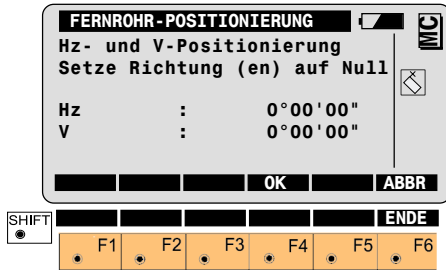 FERNROHR-POSITIONIERUNG
MC
Hz- und V-Positionierung
Setze Richtung (en) auf Null
Hz : 0°00'00"
V : 0°00'00"
OK ABBR
SHIFT ENDE
F1 F2 F3 F4 F5 F6